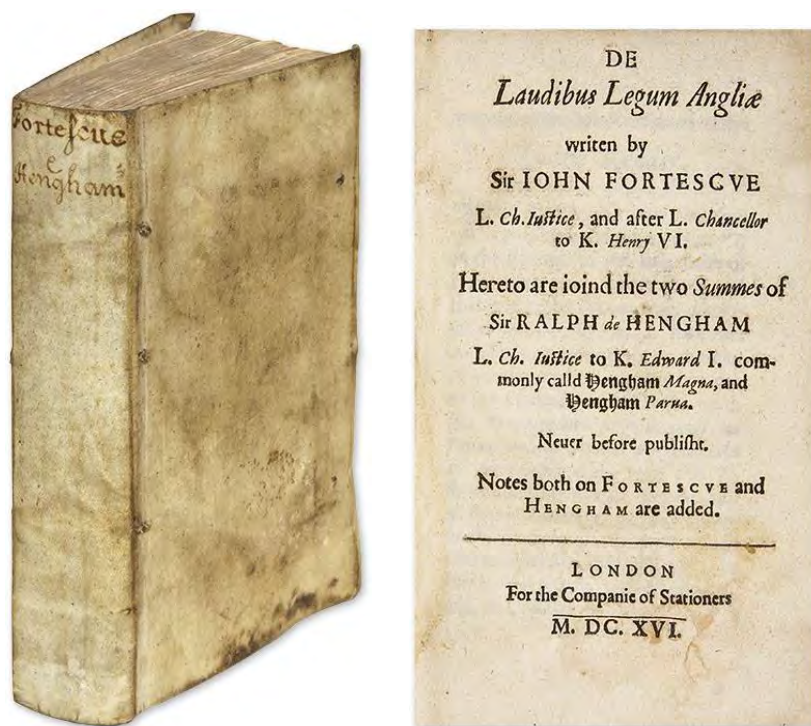 Fortescue
&
Hengham
DE
Laudibus Legum Angliæ
writen by
Sir IOHN FORTESCVE
L. Ch. Iustice, and after L. Chancellor
to K. Henry VI.
Hereto are ioind the two Summes of
Sir RALPH de HENGHAM
L. Ch. Iustice to K. Edward I. com-
monly calld Hengham Magna, and
Hengham Parua.
Neuer before publisht.
Notes both on FORTESCVE and
HENGHAM are added.
LONDON
For the Companie of Stationers
M. DC. XVI.